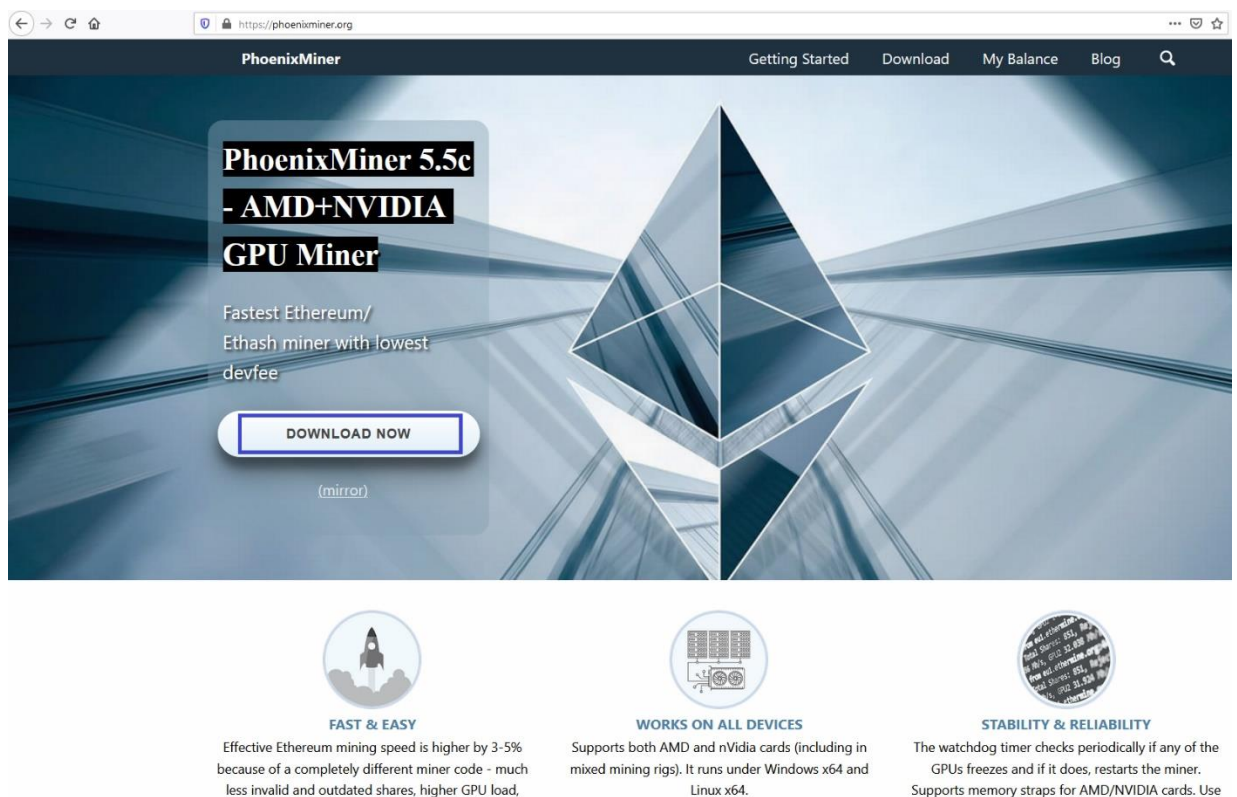 https://phoenixminer.org
PhoenixMiner
Getting Started
Download
My Balance
Blog
PhoenixMiner 5.5c
- AMD+NVIDIA
GPU Miner
Fastest Ethereum/
Ethash miner with lowest
devfee
DOWNLOAD NOW
(mirror)
FAST & EASY
Effective Ethereum mining speed is higher by 3-5%
because of a completely different miner code - much
less invalid and outdated shares, higher GPU load,
WORKS ON ALL DEVICES
Supports both AMD and nVidia cards (including in
mixed mining rigs). It runs under Windows x64 and
Linux x64.
STABILITY & RELIABILITY
The watchdog timer checks periodically if any of the
GPUs freezes and if it does, restarts the miner.
Supports memory straps for AMD/NVIDIA cards. Use